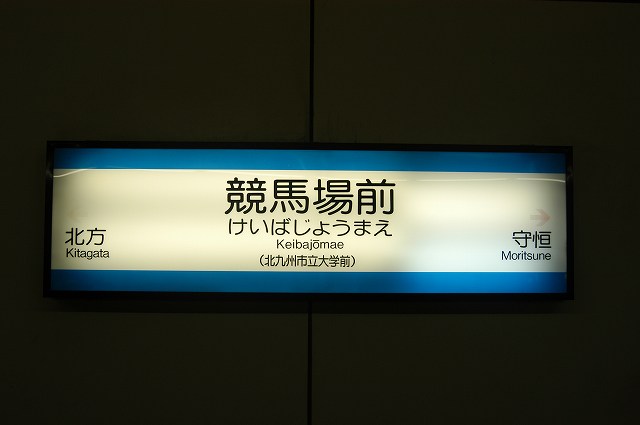 競馬場前
けいばじょうまえ
Keibajōmae
（北九州市立大学前）
北方
Kitagata
守恒
Moritsune